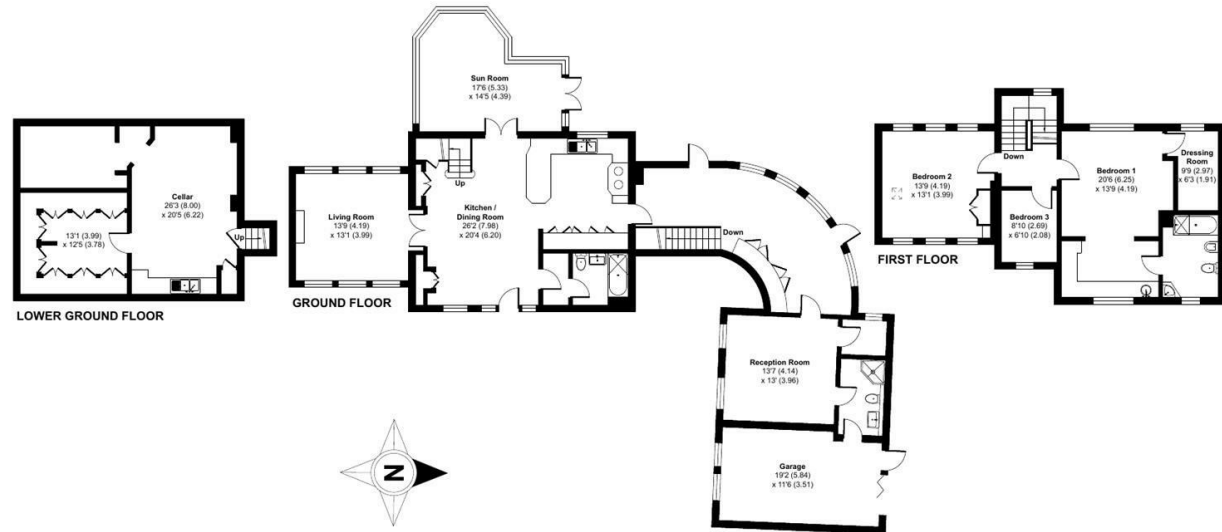 Cellar
26'3 (8.00)
x 20'5 (6.22)
13'1 (3.99)
x 12'5 (3.78)
Up
LOWER GROUND FLOOR
Sun Room
17'6 (5.33)
x 14'5 (4.39)
Up
Living Room
13'9 (4.19)
x 13'1 (3.99)
Kitchen /
Dining Room
26'2 (7.98)
x 20'4 (6.20)
Down
GROUND FLOOR
Reception Room
13'7 (4.14)
x 13' (3.96)
Garage
19'2 (5.84)
x 11'6 (3.51)
N
Down
Bedroom 2
13'9 (4.19)
x 13'1 (3.99)
Bedroom 1
20'6 (6.25)
x 13'9 (4.19)
Dressing
Room
9'9 (2.97)
x 6'3 (1.91)
Bedroom 3
8'10 (2.69)
x 6'10 (2.08)
FIRST FLOOR